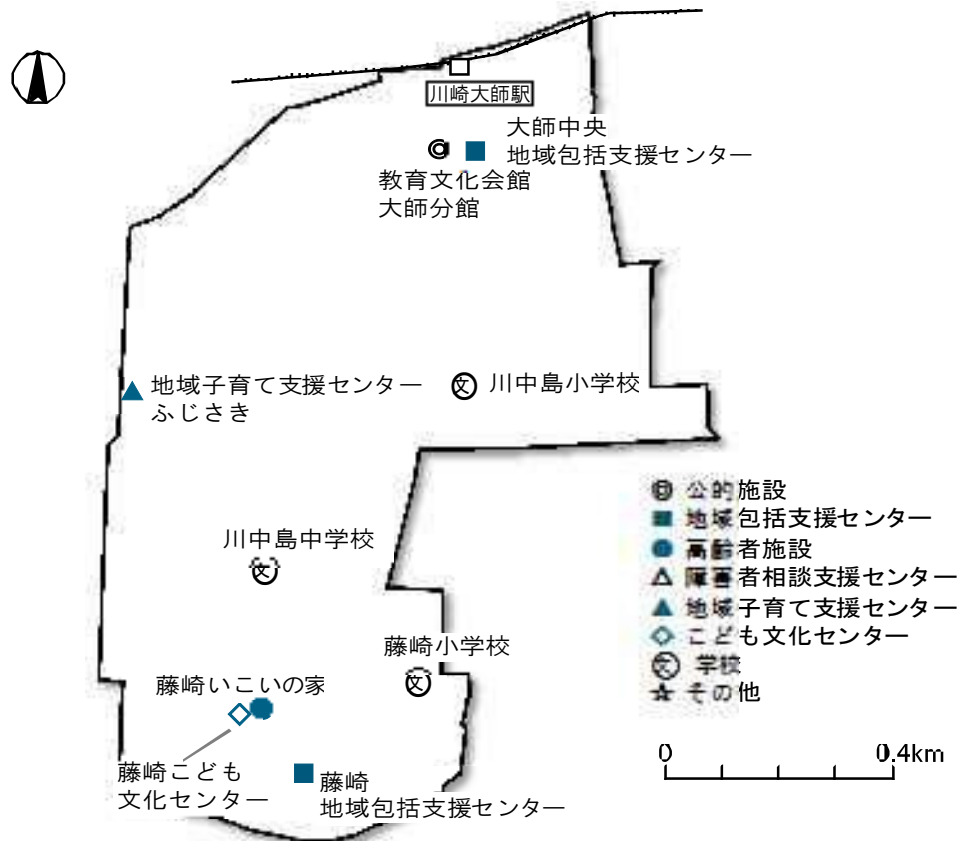 川崎大師駅
大師中央
地域包括支援センター
教育文化会館
大師分館
地域子育て支援センター
ふじさき
文
川中島小学校
川中島中学校
文
藤崎小学校
文
藤崎いこいの家
藤崎こども
文化センター
藤崎
地域包括支援センター
公的施設
地域包括支援センター
高齢者施設
障害者相談支援センター
地域子育て支援センター
こども文化センター
文 学校
その他
0 0.4km